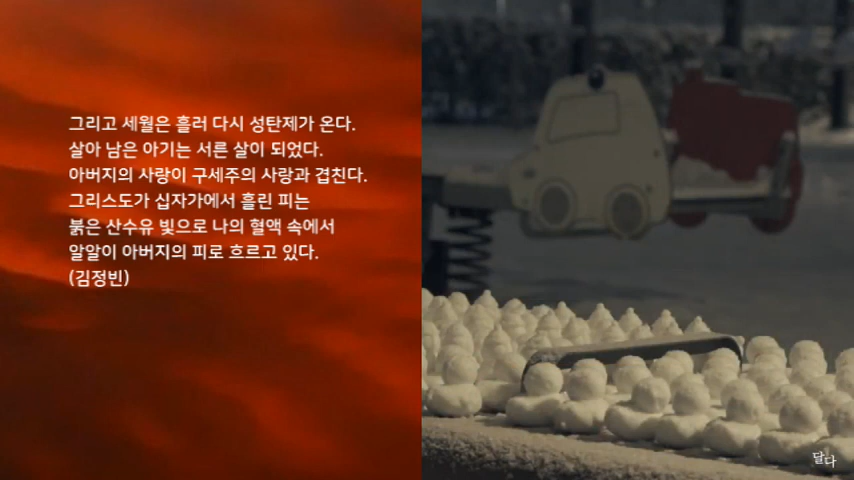 그리고 세월은 흘러 다시 성탄제가 온다.
살아 남은 아기는 서른 살이 되었다.
아버지의 사랑이 구세주의 사랑과 겹친다.
그리스도가 십자가에서 흘린 피는
붉은 산수유 빛으로 나의 혈액 속에서
알알이 아버지의 피로 흐르고 있다.
(김정빈)
달다